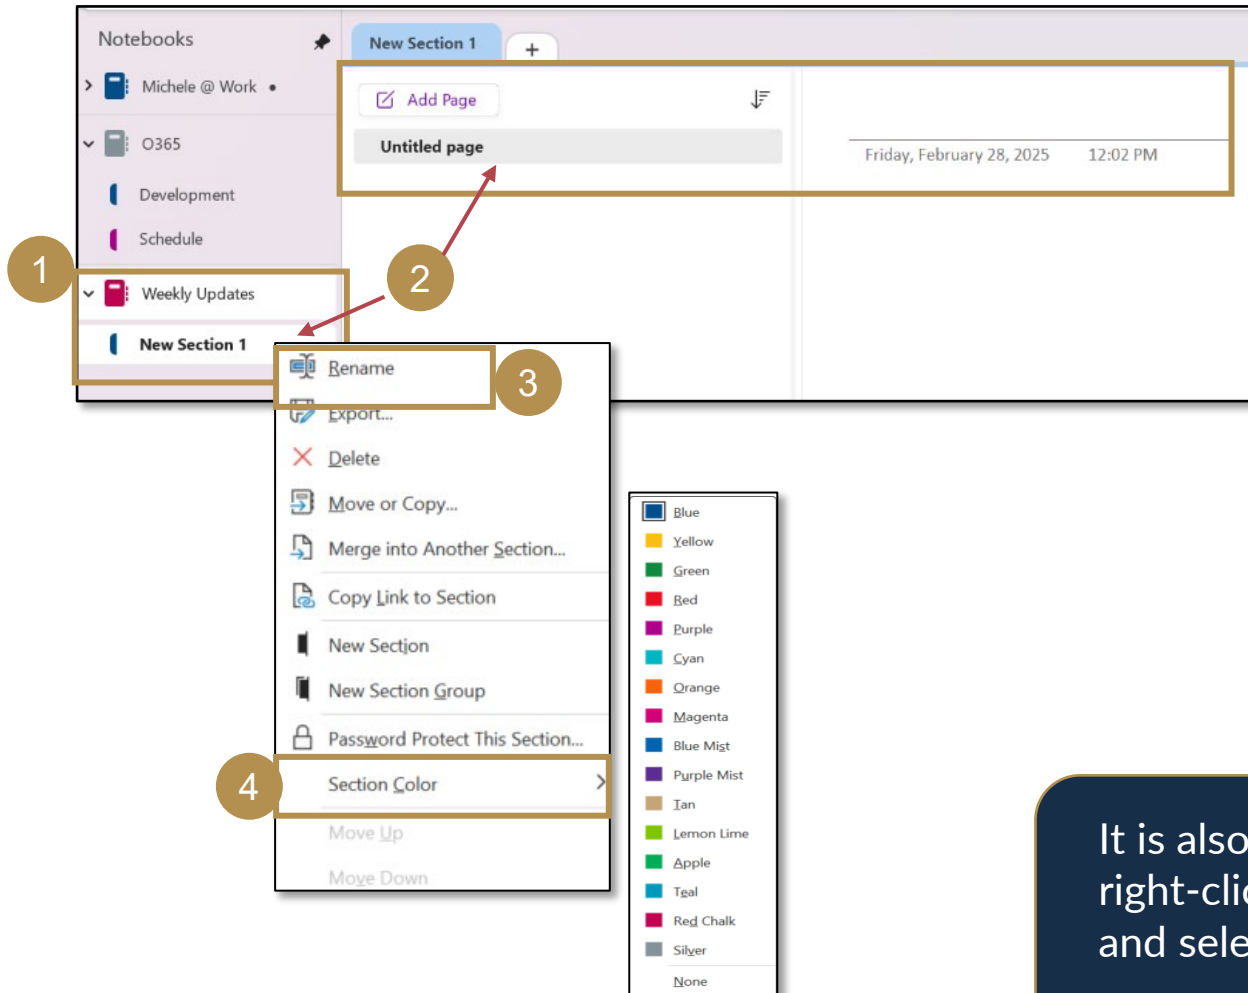 Notebooks
Michele @ Work
O365
Development
Schedule
1
Weekly Updates
New Section 1
New Section 1
+
Add Page
Untitled page
Friday, February 28, 2025 12:02 PM
2
Rename
3
Export...
Delete
Move or Copy...
Merge into Another Section...
Copy Link to Section
New Section
New Section Group
Password Protect This Section...
4
Section Color
Move Up
Move Down
Blue
Yellow
Green
Red
Purple
Cyan
Orange
Magenta
Blue Mist
Purple Mist
Tan
Lemon Lime
Apple
Teal
Red Chalk
Silver
None
It is also
right-clic
and sele